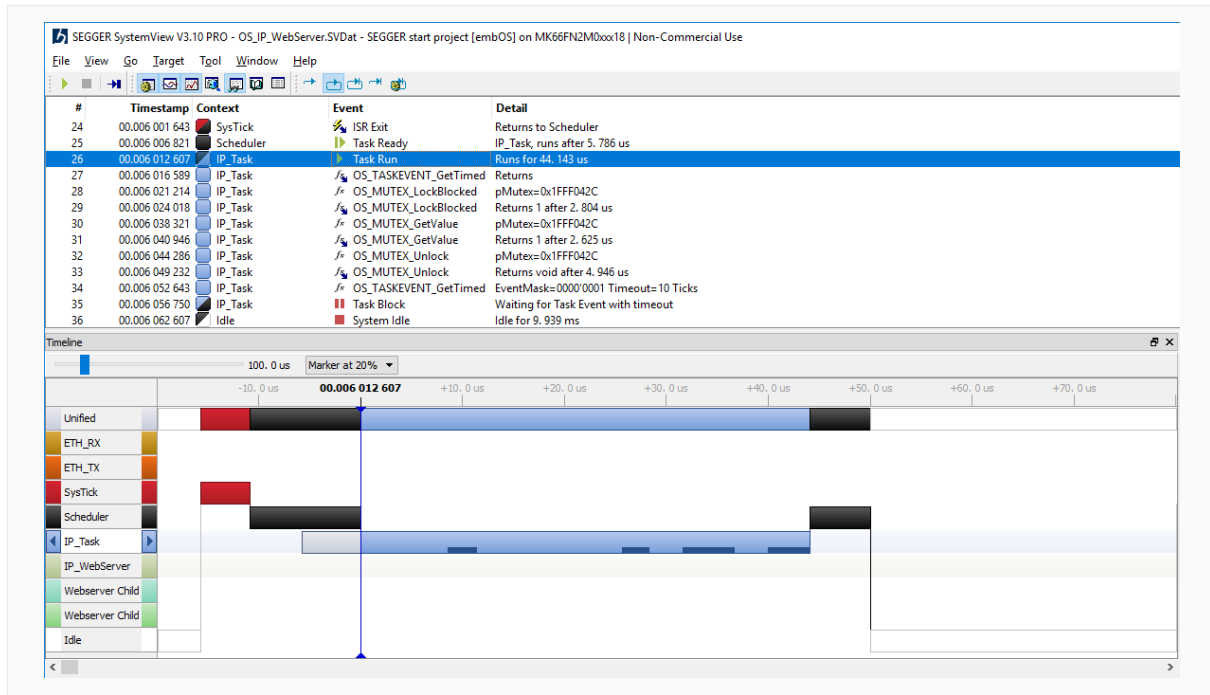 SEGGER SystemView V3.10 PRO - OS_IP_WebServer.SVDat - SEGGER start project [embOS] on MK66FN2M0xxx18 | Non-Commercial Use
File View Go Target Tool Window Help
# Timestamp Context Event Detail
24 00.006 001 643 SysTick ISR Exit Returns to Scheduler
25 00.006 006 821 Scheduler Task Ready IP_Task, runs after 5. 786 us
26 00.006 012 607 IP_Task Task Run Runs for 44. 143 us
27 00.006 016 589 IP_Task OS_TASKEVENT_GetTimed Returns
28 00.006 021 214 IP_Task OS_MUTEX_LockBlocked pMutex=0x1FFF042C
29 00.006 024 018 IP_Task OS_MUTEX_LockBlocked Returns 1 after 2. 804 us
30 00.006 038 321 IP_Task OS_MUTEX_GetValue pMutex=0x1FFF042C
31 00.006 040 946 IP_Task OS_MUTEX_GetValue Returns 1 after 2. 625 us
32 00.006 044 286 IP_Task OS_MUTEX_Unlock pMutex=0x1FFF042C
33 00.006 049 232 IP_Task OS_MUTEX_Unlock Returns void after 4. 946 us
34 00.006 052 643 IP_Task OS_TASKEVENT_GetTimed EventMask=0000'0001 Timeout=10 Ticks
35 00.006 056 750 IP_Task Task Block Waiting for Task Event with timeout
36 00.006 062 607 Idle System Idle Idle for 9. 939 ms
Timeline
100. 0 us Marker at 20%
-10. 0 us 00.006 012 607 +10. 0 us +20. 0 us +30. 0 us +40. 0 us +50. 0 us +60. 0 us +70. 0 us
Unified
ETH_RX
ETH_TX
SysTick
Scheduler
IP_Task
IP_WebServer
Webserver Child
Webserver Child
Idle